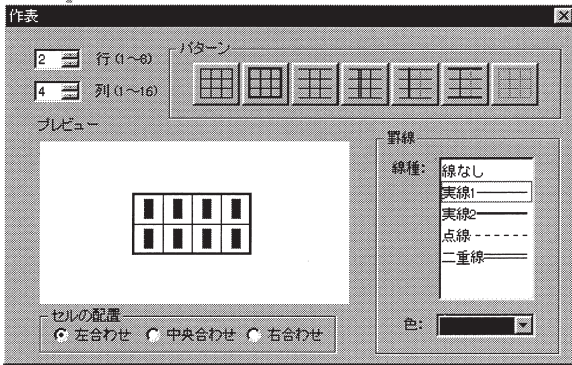 作表
2 行(1～6)
4 列(1～16)
パターン
プレビュー
罫線
線種:
線なし
実線1
実線2
点線
二重線
色:
セルの配置
左合わせ 中央合わせ 右合わせ